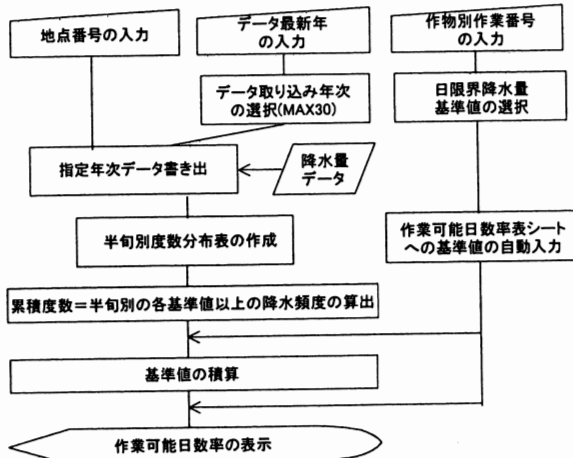 地点番号の入力
データ最新年
の入力
作物別作業番号
の入力
データ取り込み年次
の選択(MAX30)
日限界降水量
基準値の選択
指定年次データ書き出
降水量
データ
半旬別度数分布表の作成
作業可能日数率表シート
への基準値の自動入力
累積度数=半旬別の各基準値以上の降水頻度の算出
基準値の積算
作業可能日数率の表示